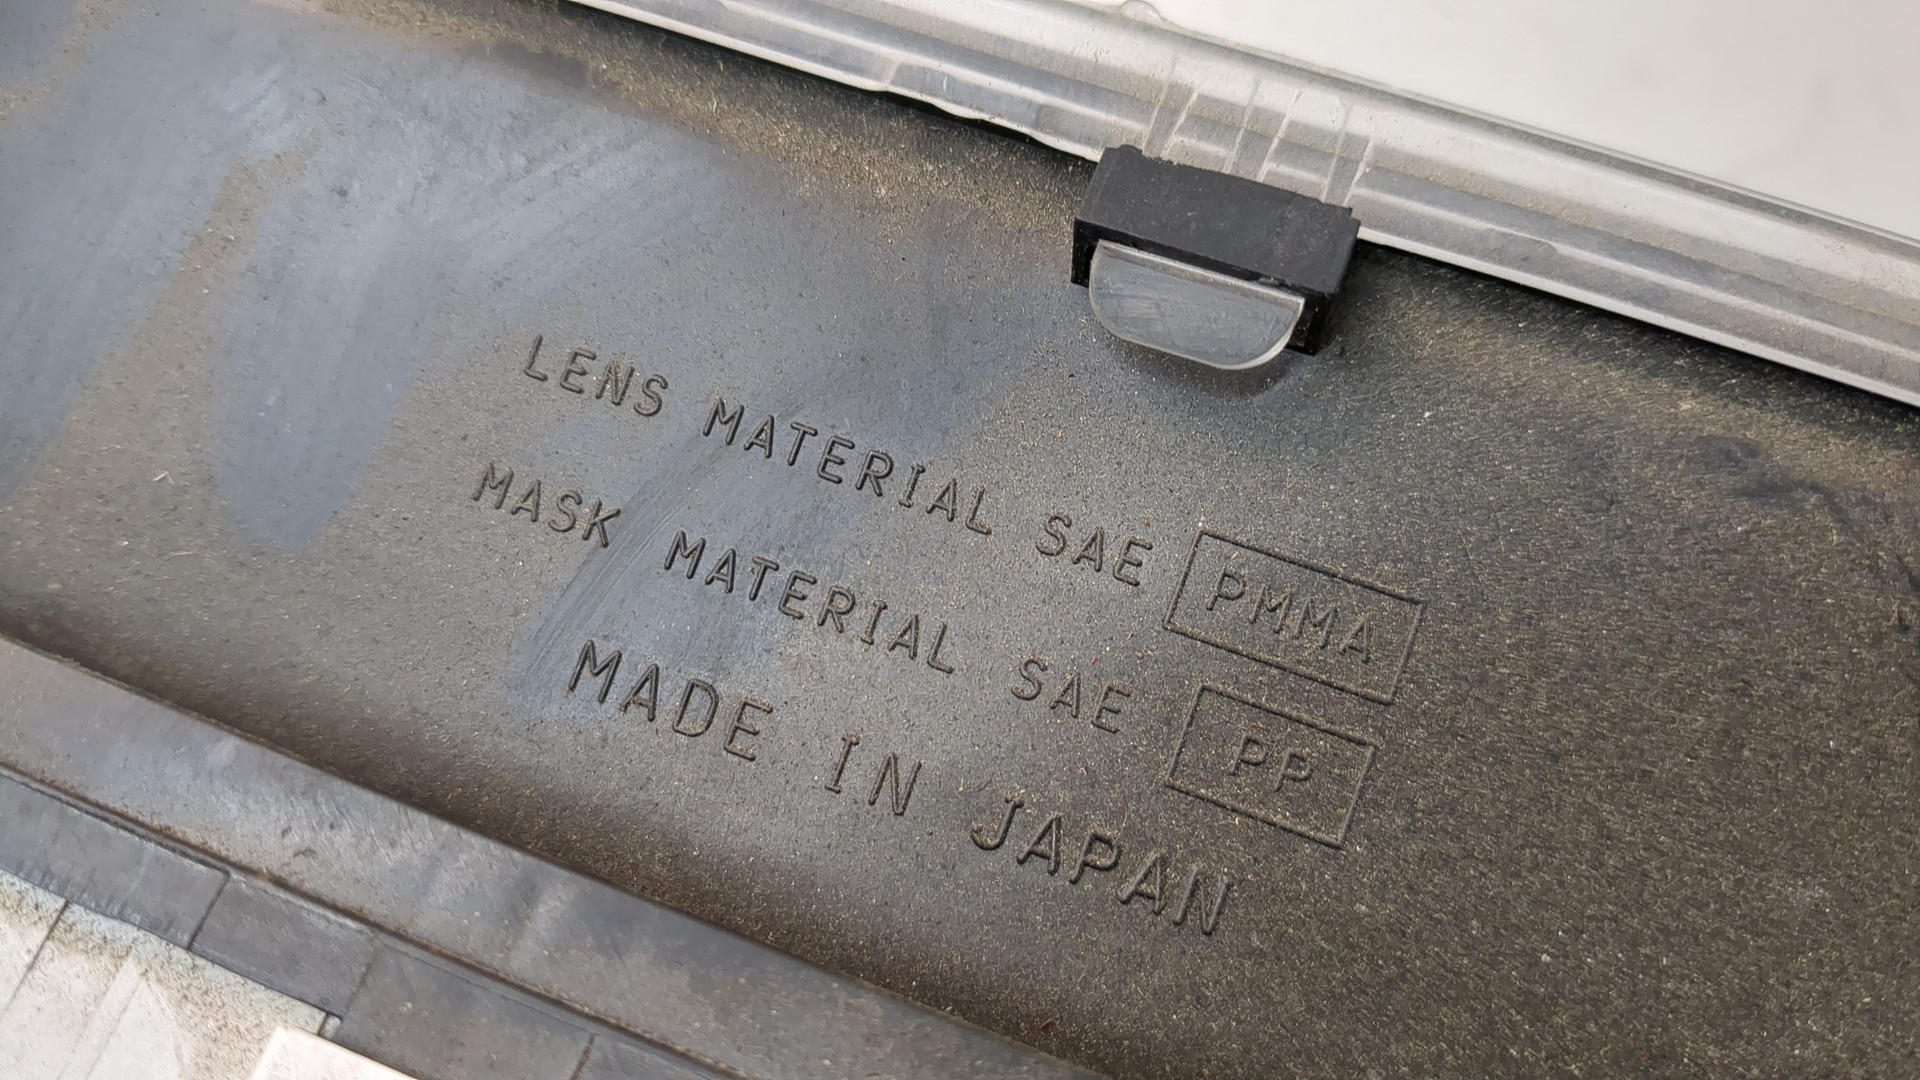 LENS MATERIAL SAE PMMA
MASK MATERIAL SAE PP
MADE IN JAPAN